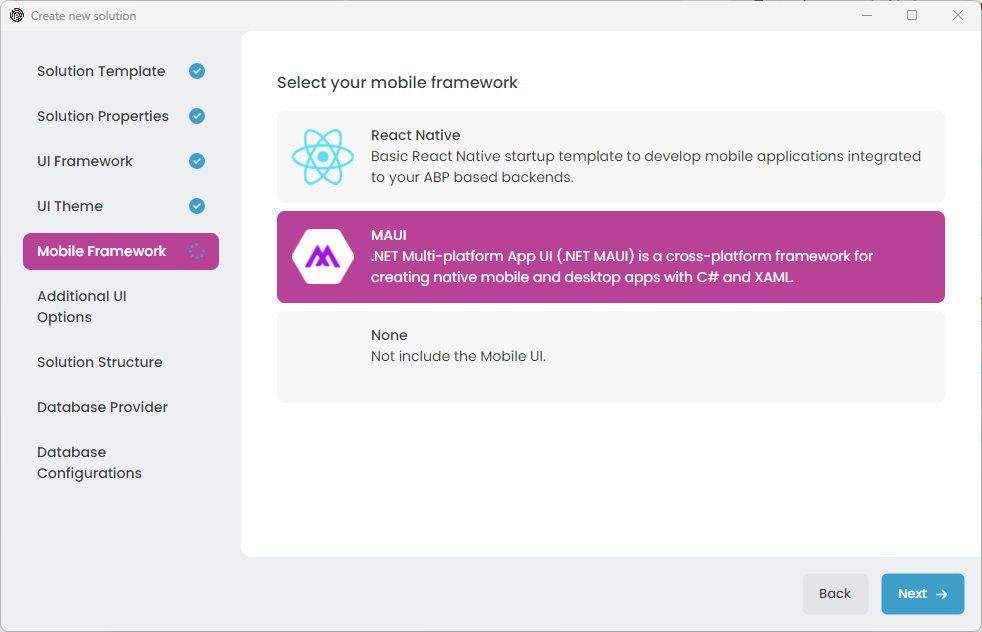 Create new solution
Solution Template
Solution Properties
UI Framework
UI Theme
Mobile Framework
Additional UI
Options
Solution Structure
Database Provider
Database
Configurations
Select your mobile framework
React Native
Basic React Native startup template to develop mobile applications integrated
to your ABP based backends.
MAUI
.NET Multi-platform App UI (.NET MAUI) is a cross-platform framework for
creating native mobile and desktop apps with C# and XAML.
None
Not include the Mobile UI.
Back
Next →